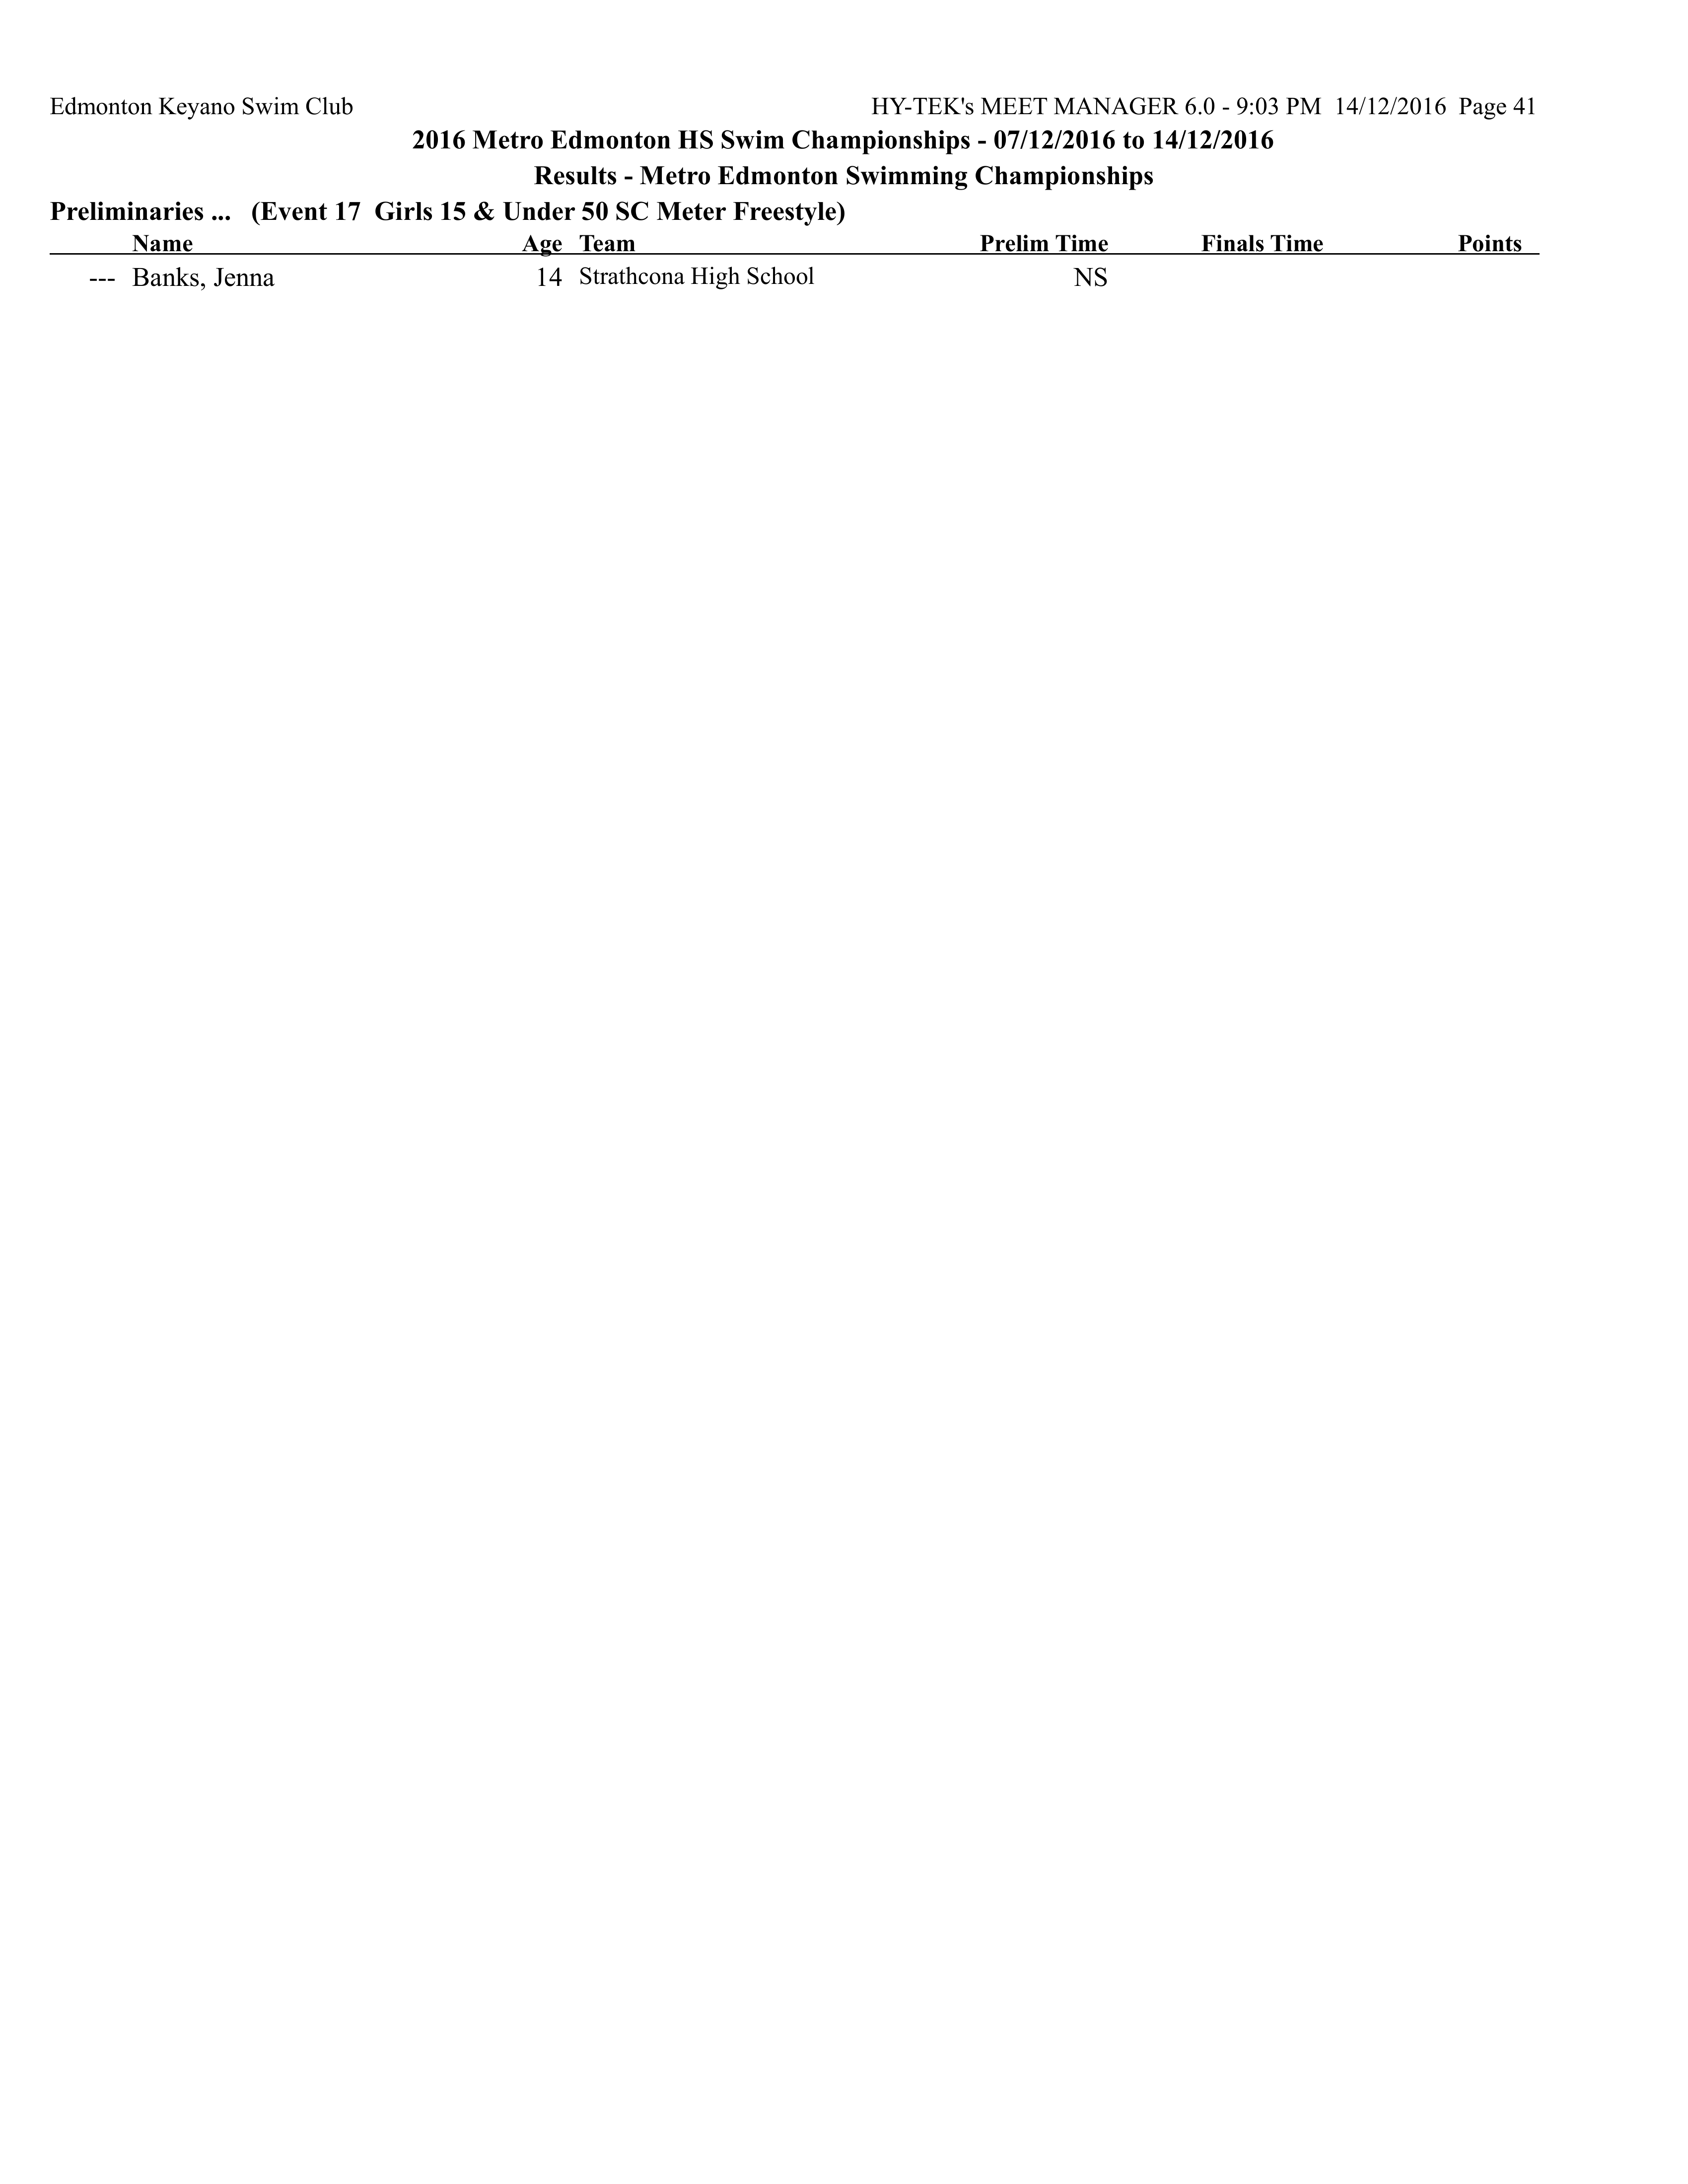 Edmonton Keyano Swim Club HY-TEK's MEET MANAGER 6.0 - 9:03 PM 14/12/2016 Page 41
2016 Metro Edmonton HS Swim Championships - 07/12/2016 to 14/12/2016
Results - Metro Edmonton Swimming Championships
Preliminaries ... (Event 17 Girls 15 & Under 50 SC Meter Freestyle)
Name Age Team Prelim Time Finals Time Points
--- Banks, Jenna 14 Strathcona High School NS